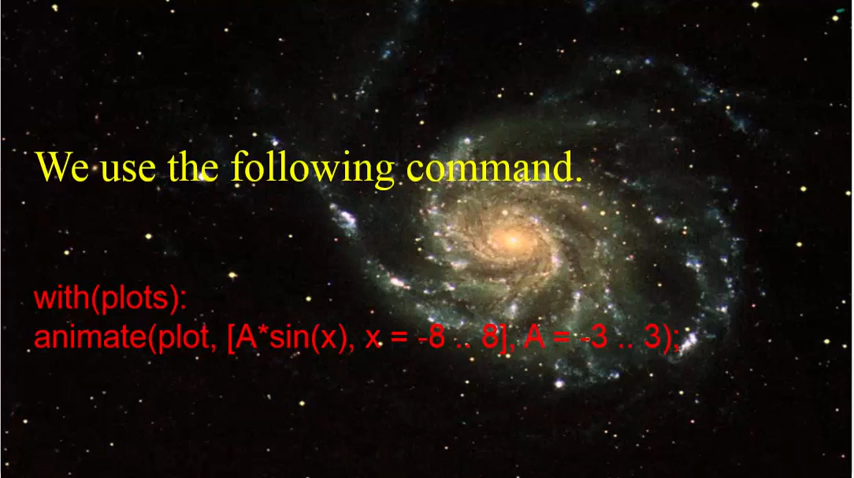 We use the following command.
with(plots):
animate(plot, [A*sin(x), x = -8 .. 8], A = -3 .. 3);